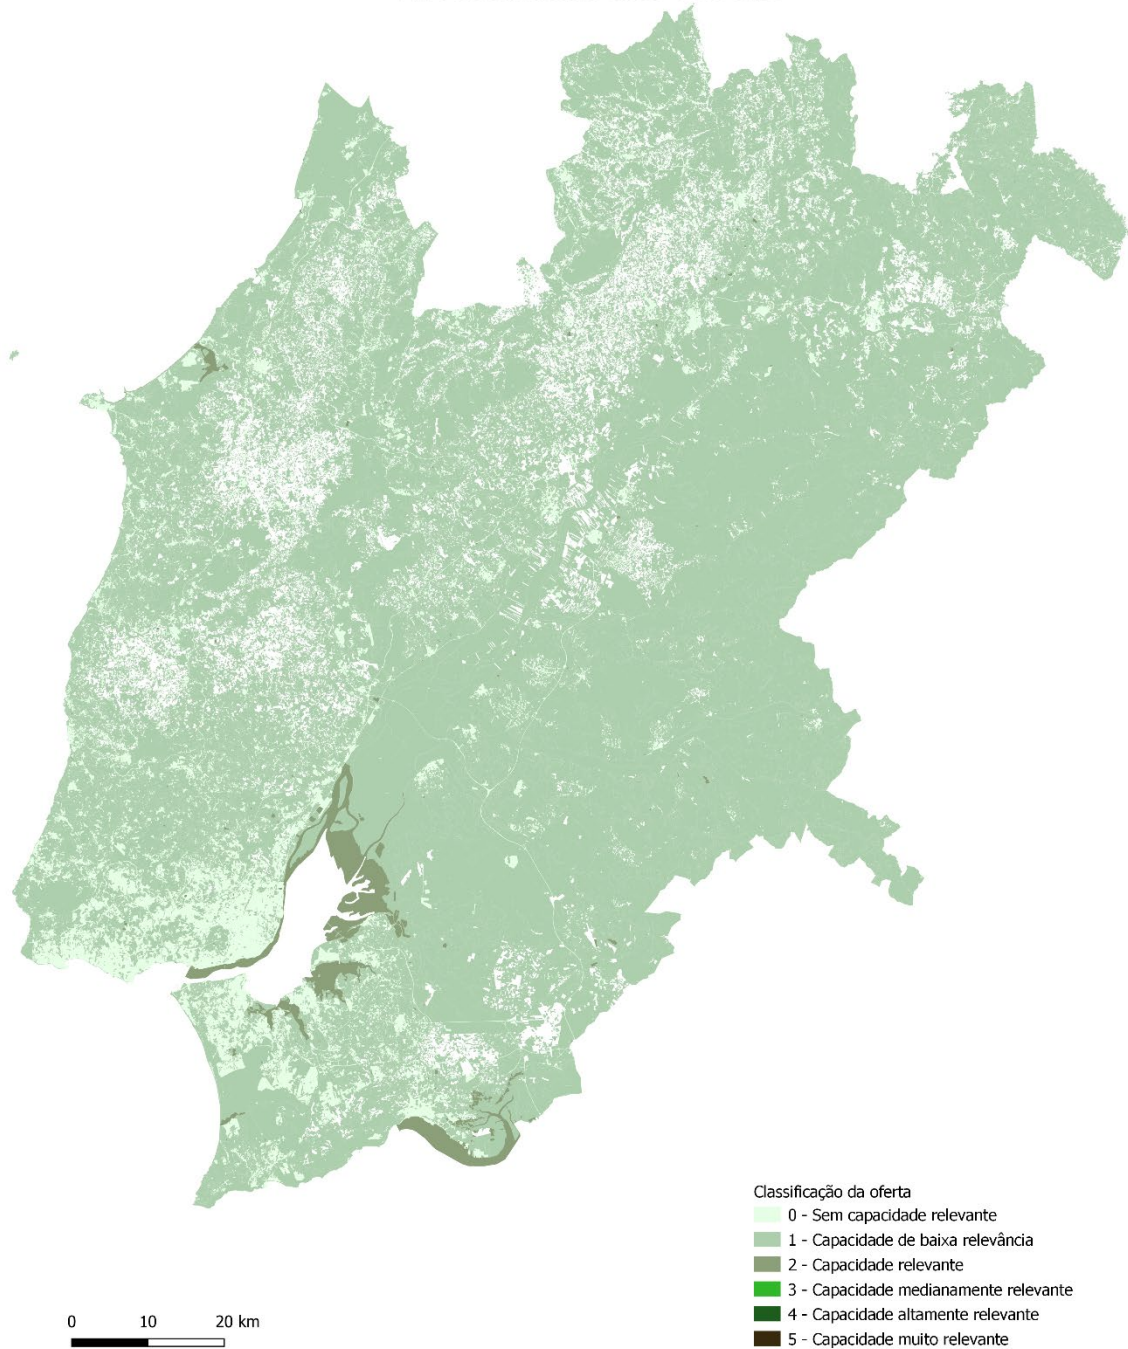 Classificação da oferta
0 - Sem capacidade relevante
1 - Capacidade de baixa relevância
2 - Capacidade relevante
3 - Capacidade medianamente relevante
4 - Capacidade altamente relevante
5 - Capacidade muito relevante
0 10 20 km